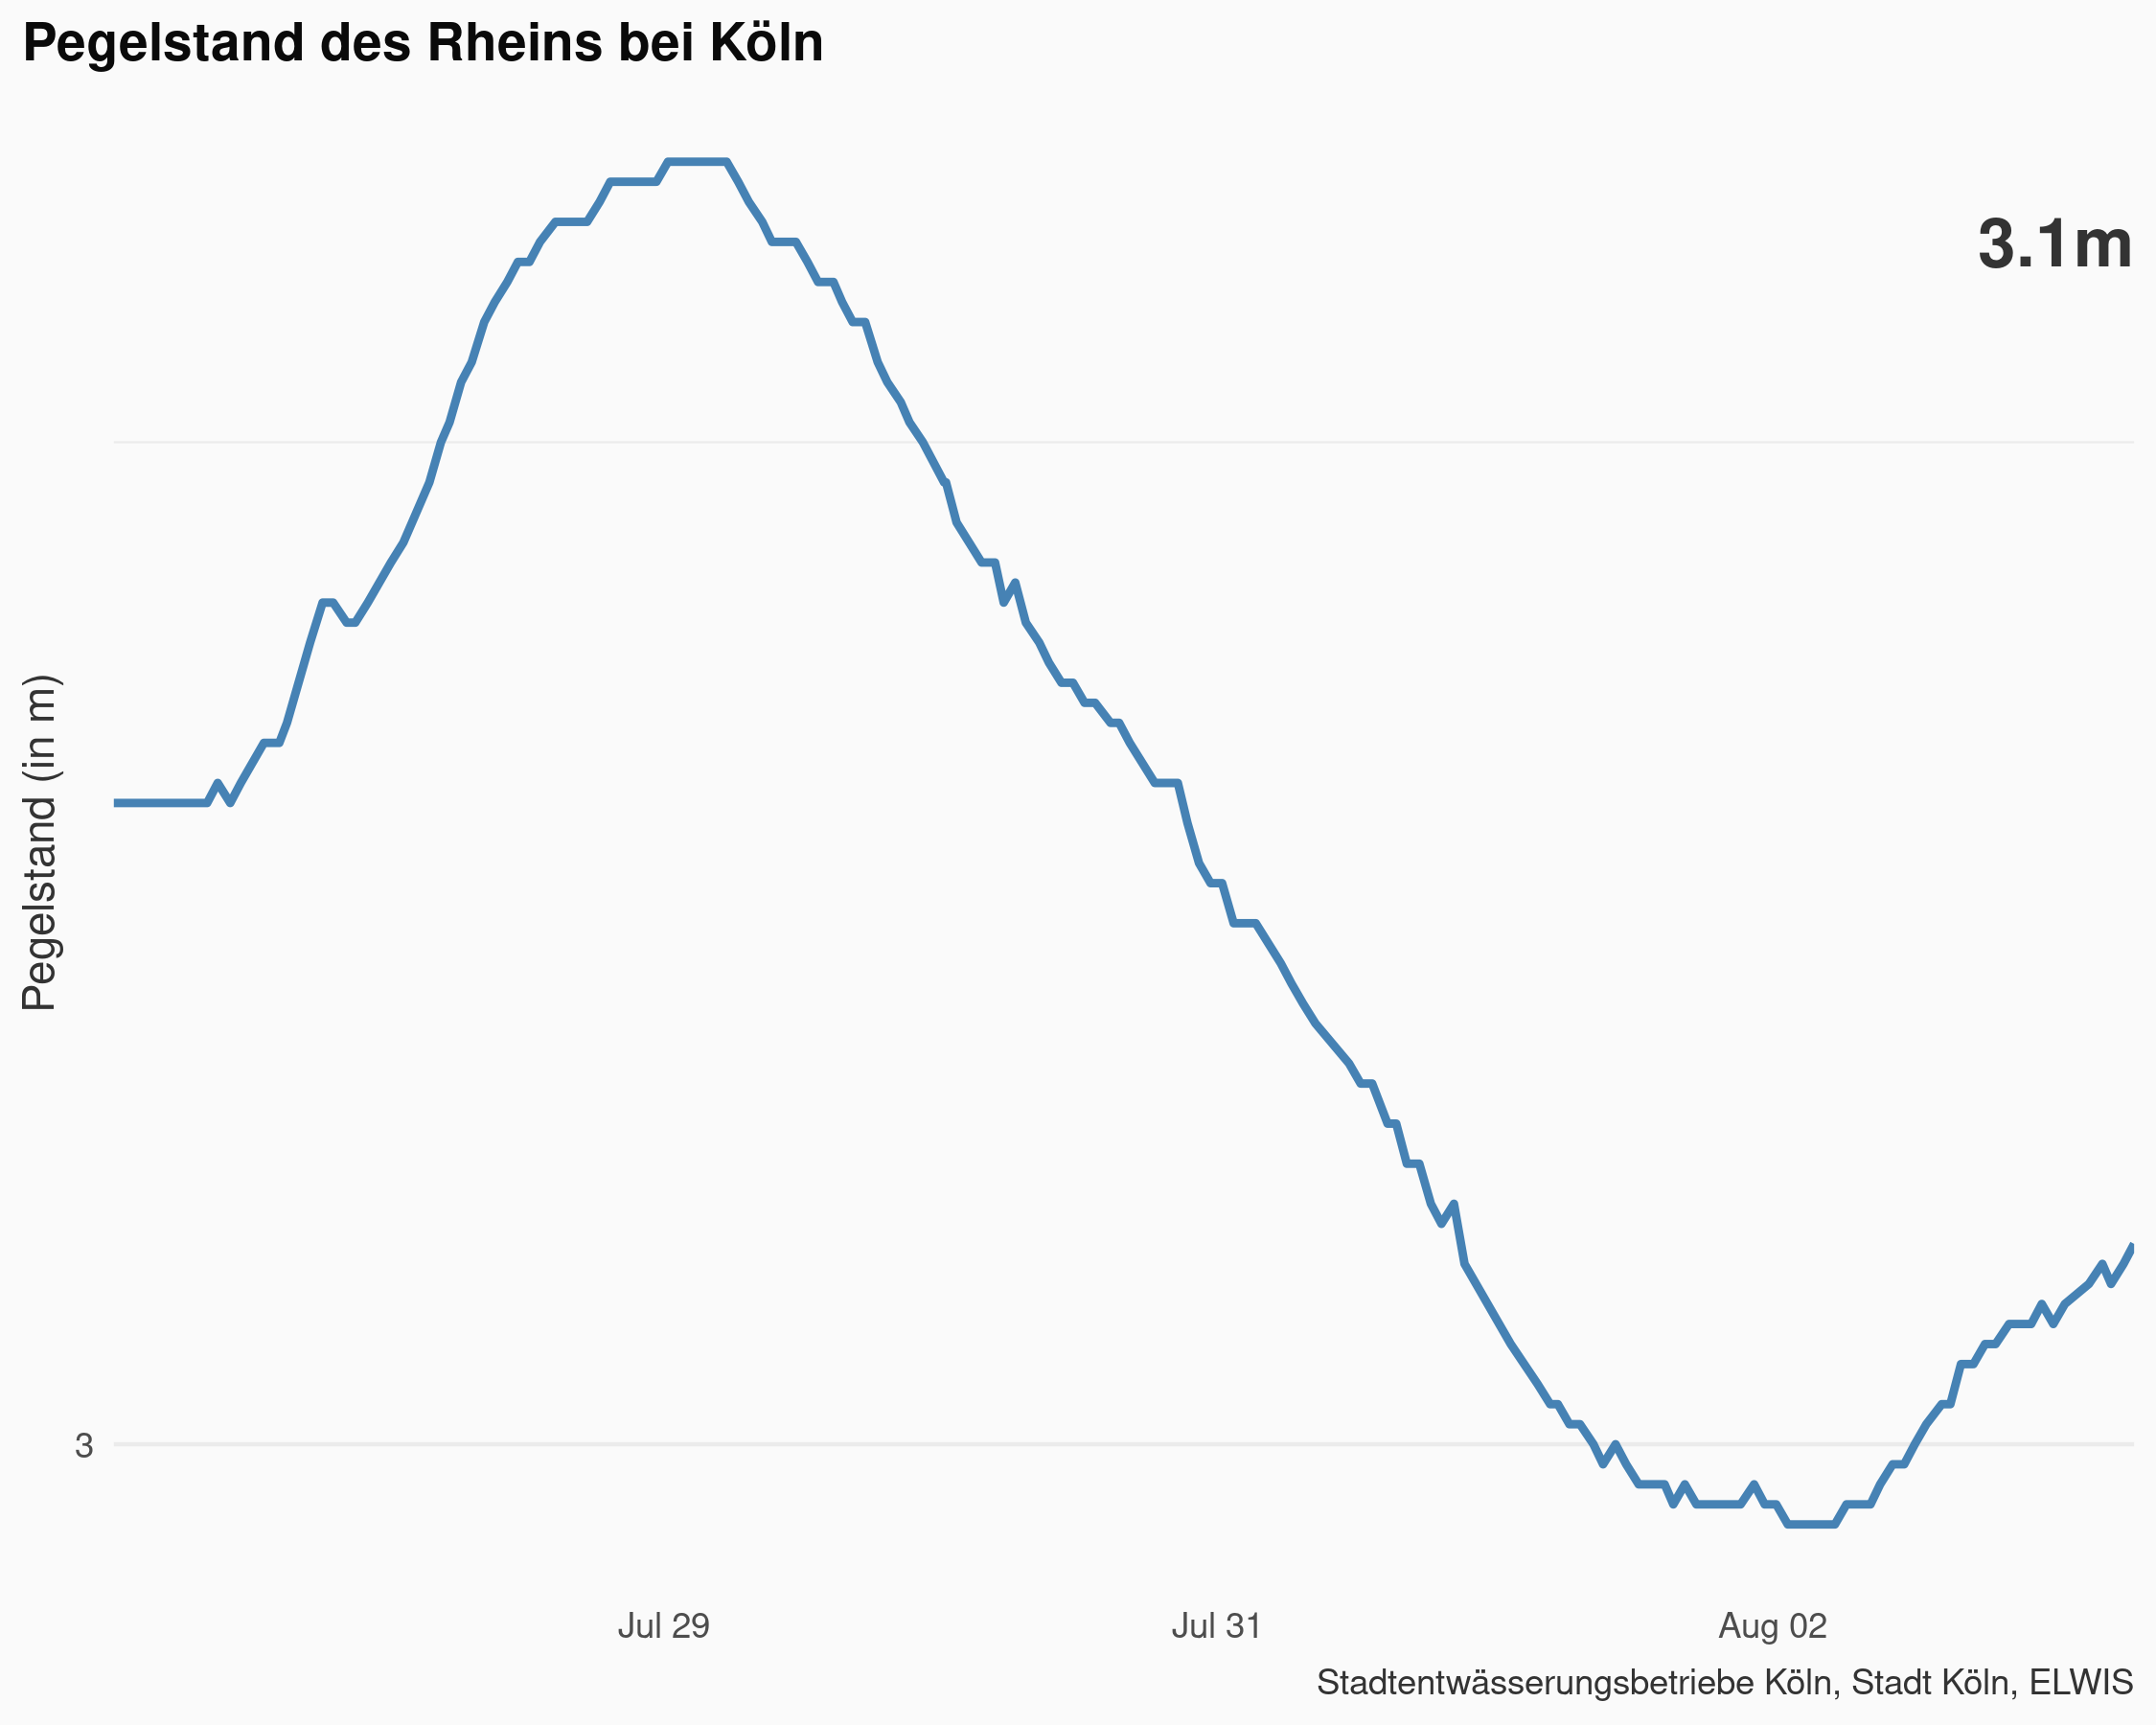 Pegelstand des Rheins bei Köln
3.1m
Pegelstand (in m)
3
Jul 29
Jul 31
Aug 02
Stadtentwässerungsbetriebe Köln, Stadt Köln, ELWIS